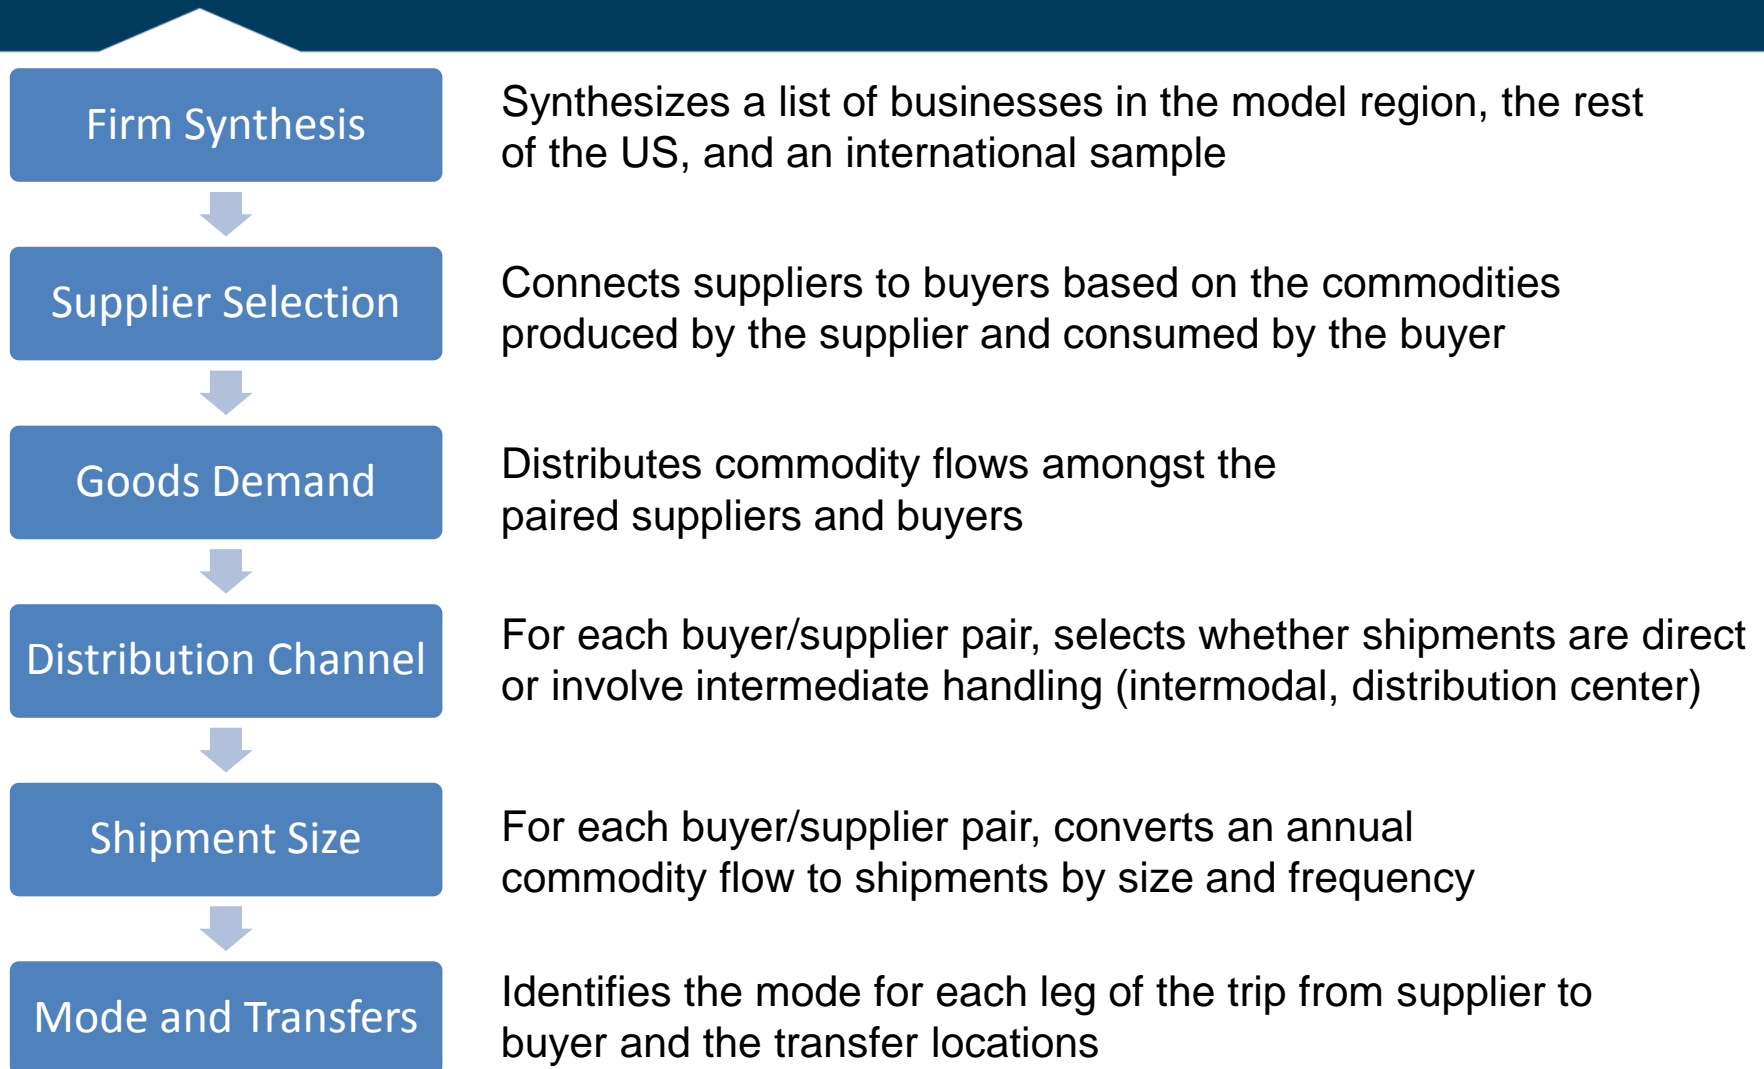 Firm Synthesis
Synthesizes a list of businesses in the model region, the rest
of the US, and an international sample
Supplier Selection
Connects suppliers to buyers based on the commodities
produced by the supplier and consumed by the buyer
Goods Demand
Distributes commodity flows amongst the
paired suppliers and buyers
Distribution Channel
For each buyer/supplier pair, selects whether shipments are direct
or involve intermediate handling (intermodal, distribution center)
Shipment Size
For each buyer/supplier pair, converts an annual
commodity flow to shipments by size and frequency
Mode and Transfers
Identifies the mode for each leg of the trip from supplier to
buyer and the transfer locations